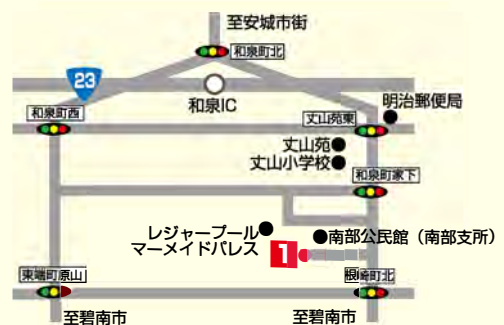 至安城市街
和泉町北
23
和泉IC
明治郵便局
和泉町西
丈山苑東
丈山苑
丈山小学校
和泉町家下
レジャープール
マーメイドパレス
南部公民館（南部支所）
1
東端町原山
根崎町北
至碧南市
至碧南市